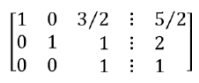 1 0 3/2 ⋮ 5/2
0 1 1 ⋮ 2
0 0 1 ⋮ 1